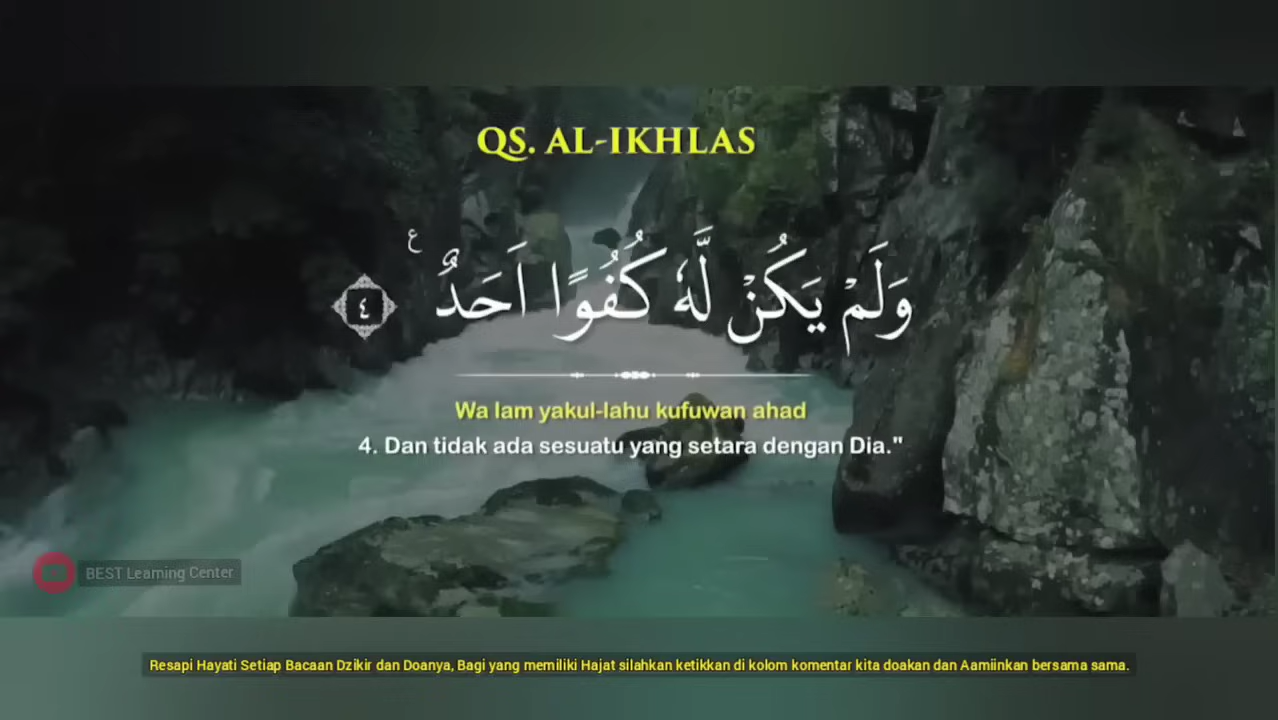 QS. AL-IKHLAS
وَلَمْ يَكُنْ لَّهٗ كُفُوًا اَحَدٌ ࣖ ٤
Wa lam yakul-lahu kufuwan ahad
4. Dan tidak ada sesuatu yang setara dengan Dia."
BEST Learning Center
Resapi Hayati Setiap Bacaan Dzikir dan Doanya, Bagi yang memiliki Hajat silahkan ketikkan di kolom komentar kita doakan dan Aamiinkan bersama sama.